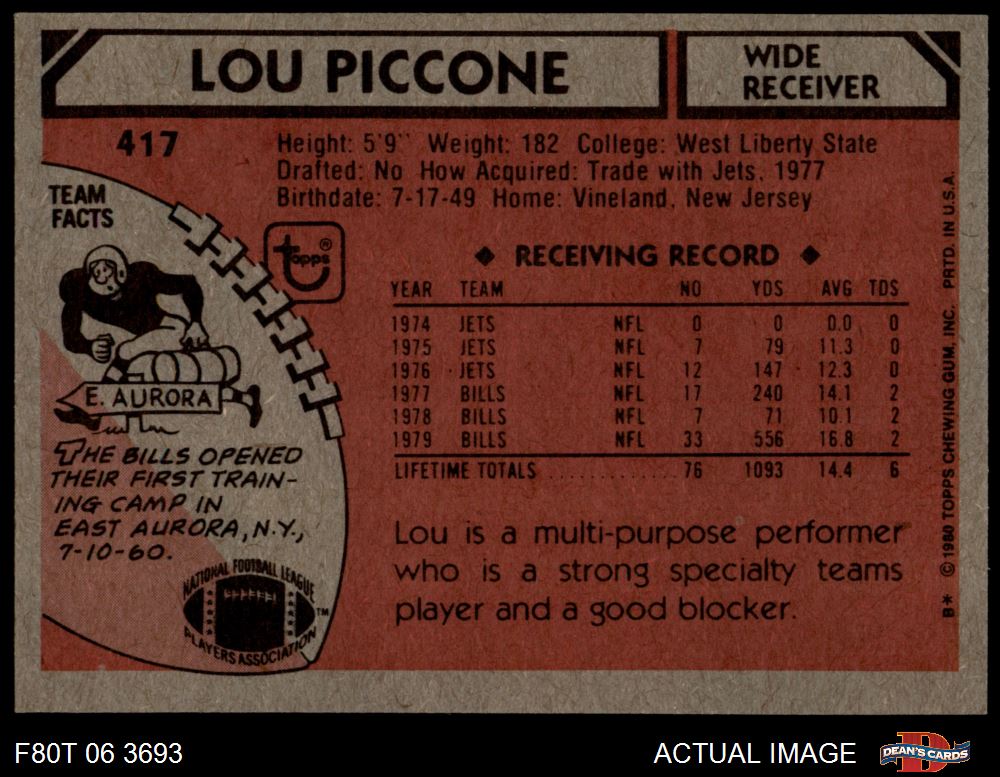 LOU PICCONE
WIDE
RECEIVER
417
Height: 5'9" Weight: 182 College: West Liberty State
Drafted: No How Acquired: Trade with Jets, 1977
Birthdate: 7-17-49 Home: Vineland, New Jersey
TEAM
FACTS
topps®
E. AURORA
THE BILLS OPENED
THEIR FIRST TRAIN-
ING CAMP IN
EAST AURORA, N.Y.,
7-10-60.
NATIONAL FOOTBALL LEAGUE
PLAYERS ASSOCIATION
TM
◆ RECEIVING RECORD ◆
YEAR TEAM NO YDS AVG TDS
1974 JETS NFL 0 0 0.0 0
1975 JETS NFL 7 79 11.3 0
1976 JETS NFL 12 147 12.3 0
1977 BILLS NFL 17 240 14.1 2
1978 BILLS NFL 7 71 10.1 2
1979 BILLS NFL 33 556 16.8 2
LIFETIME TOTALS .............. 76 1093 14.4 6
Lou is a multi-purpose performer
who is a strong specialty teams
player and a good blocker.
B* © 1980 TOPPS CHEWING GUM, INC. PRTD. IN U.S.A.
F80T 06 3693
ACTUAL IMAGE
D
DEAN'S CARDS